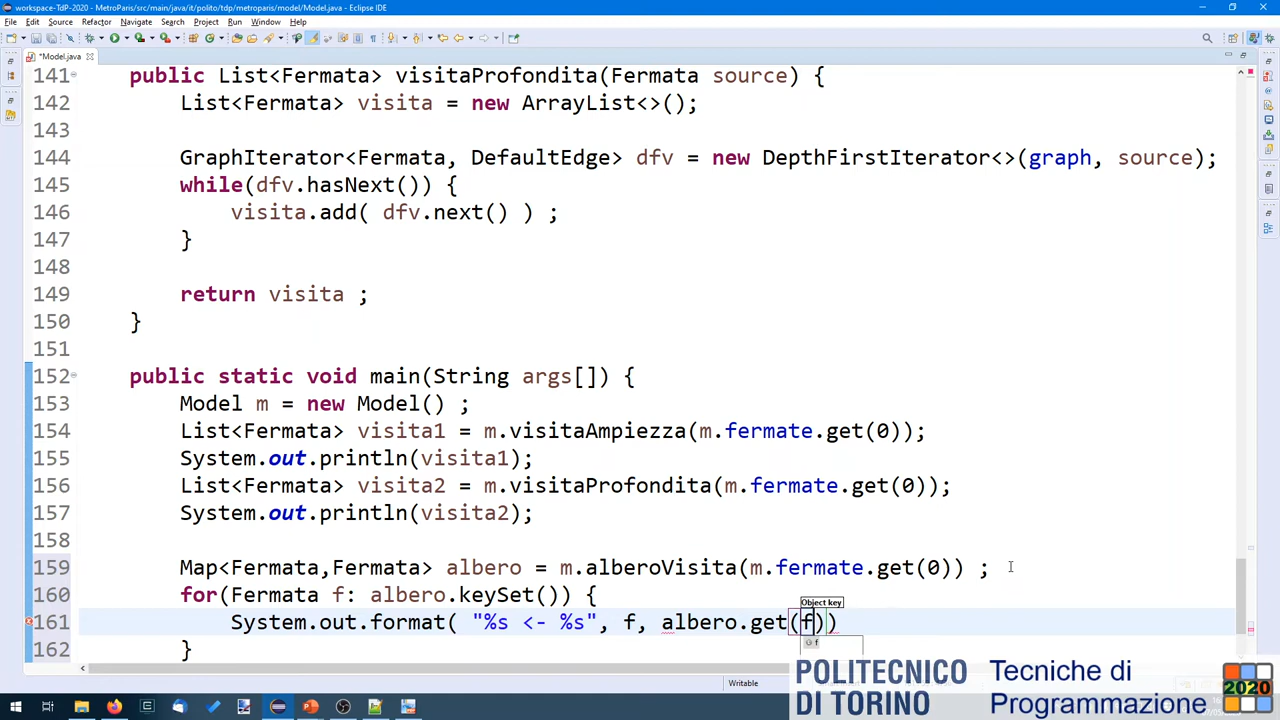 workspace-TdP-2020 - MetroParis/src/main/java/it/polito/tdp/metroparis/model/Model.java - Eclipse IDE
File Edit Source Refactor Navigate Search Project Run Window Help
*Model.java
141 public List<Fermata> visitaProfondita(Fermata source) {
142 List<Fermata> visita = new ArrayList<>();
143
144 GraphIterator<Fermata, DefaultEdge> dfv = new DepthFirstIterator<>(graph, source);
145 while(dfv.hasNext()) {
146 visita.add( dfv.next() ) ;
147 }
148
149 return visita ;
150 }
151
152 public static void main(String args[]) {
153 Model m = new Model() ;
154 List<Fermata> visita1 = m.visitaAmpiezza(m.fermate.get(0));
155 System.out.println(visita1);
156 List<Fermata> visita2 = m.visitaProfondita(m.fermate.get(0));
157 System.out.println(visita2);
158
159 Map<Fermata,Fermata> albero = m.alberoVisita(m.fermate.get(0)) ;
160 for(Fermata f: albero.keySet()) {
Object key
161 System.out.format( "%s <- %s", f, albero.get(f))
f
162 }
Writable
POLITECNICO DI TORINO
Tecniche di Programmazione
2020